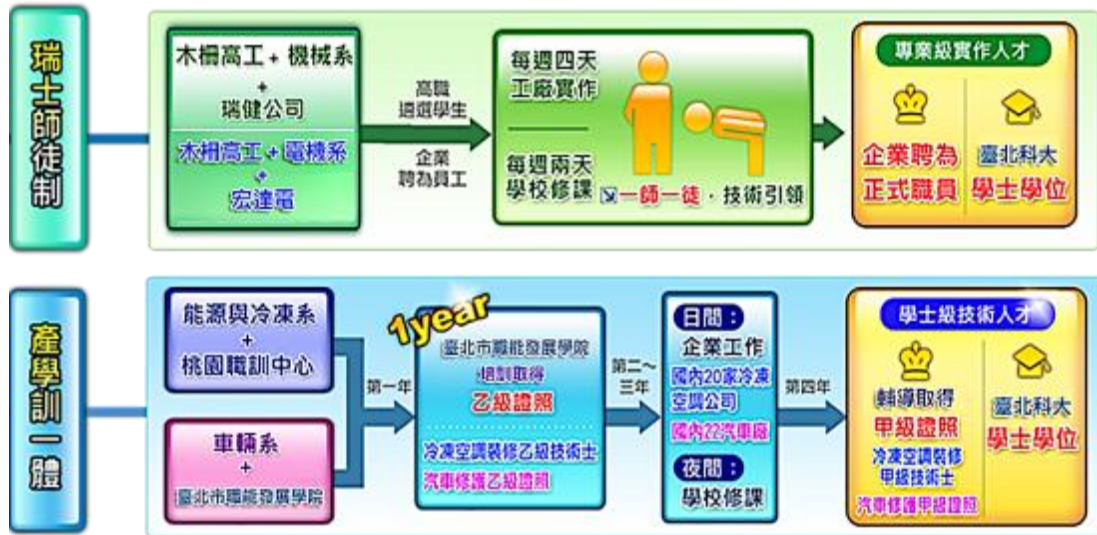 瑞士師徒制
木柵高工 + 機械系
+
瑞健公司
木柵高工 + 電機系
+
宏達電
高職
遴選學生
企業
聘為員工
每週四天
工廠實作
每週兩天
學校修課
一師一徒．技術引領
專業級實作人才
企業聘為
正式職員
臺北科大
學士學位
產學訓一體
能源與冷凍系
+
桃園職訓中心
車輛系
+
臺北市職能發展學院
第一年
1year
臺北市職能發展學院
培訓取得
乙級證照
冷凍空調裝修乙級技術士
汽車修護乙級證照
第二～
三年
日間：
企業工作
國內20家冷凍
空調公司
國內22汽車廠
夜間：
學校修課
第四年
學士級技術人才
輔導取得
甲級證照
冷凍空調裝修
甲級技術士
汽車修護甲級證照
臺北科大
學士學位